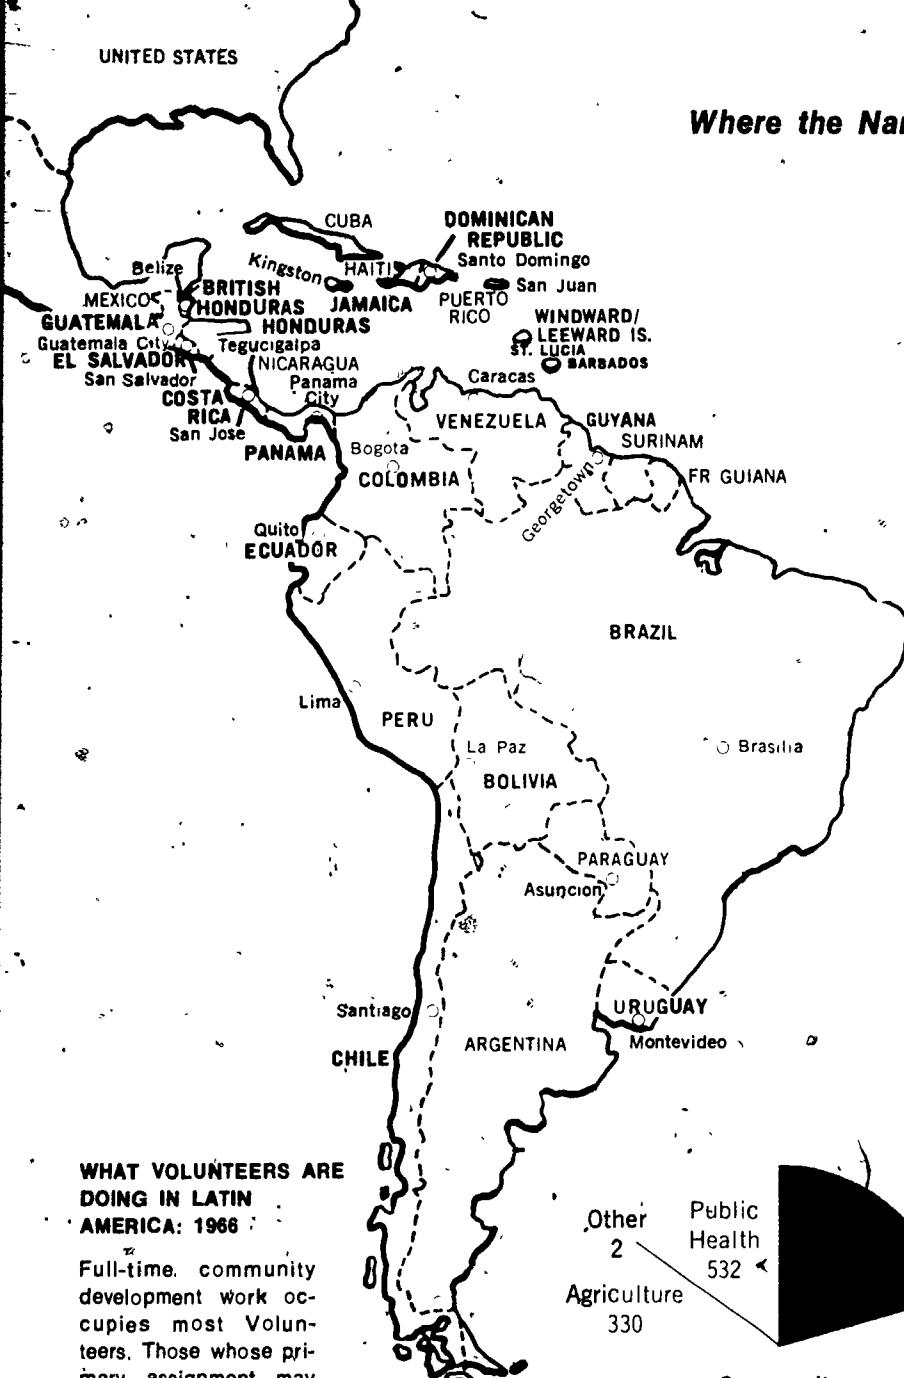 UNITED STATES
Where the
CUBA
DOMINICAN
REPUBLIC
Santo Domingo
Belize
Kingston
HAITI
San Juan
MEXICO
BRITISH
HONDURAS
JAMAICA
PUERTO
RICO
GUATEMALA
HONDURAS
WINDWARD/
LEEWARD IS.
Guatemala City
Tegucigalpa
ST. LUCIA
EL SALVADOR
NICARAGUA
BARBADOS
San Salvador
Panama
City
Caracas
COSTA
RICA
San Jose
VENEZUELA
GUYANA
SURINAM
PANAMA
Bogota
COLOMBIA
FR GUIANA
Georgetown
Quito
ECUADOR
BRAZIL
Lima
PERU
La Paz
Brasilia
BOLIVIA
PARAGUAY
Asuncion
Santiago
URUGUAY
CHILE
ARGENTINA
Montevideo
WHAT VOLUNTEERS ARE
DOING IN LATIN
AMERICA: 1966
Full-time community
development work oc-
cupies most Volun-
teers. Those whose pri-
mary assignment may
Other
2
Public
Health
532
Agriculture
330